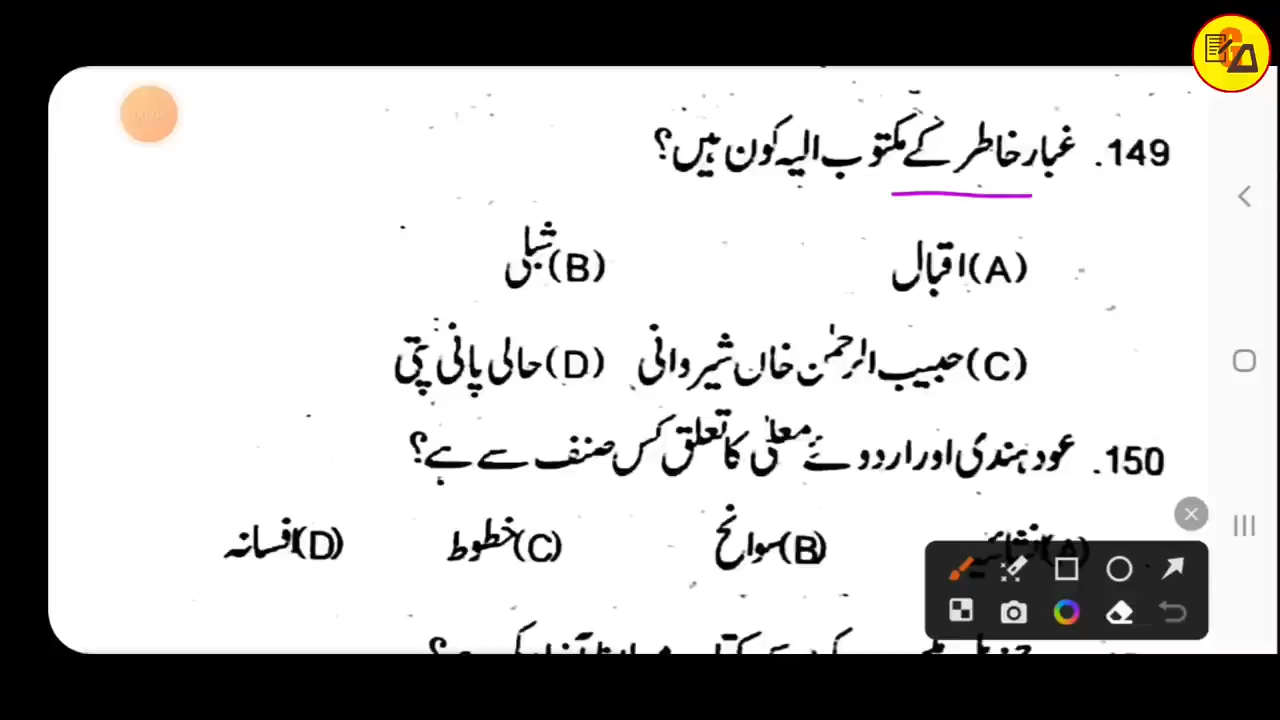 149. غبار خاطر کے مکتوب الیہ کون ہیں؟
(A) اقبال (B) شبلی
(C) حبیب الرحمٰن خاں شیروانی (D) حالی پانی پتی
150. عود ہندی اور اردوئے معلیٰ کا تعلق کس صنف سے ہے؟
(A) (B) سوانح (C) خطوط (D) افسانہ